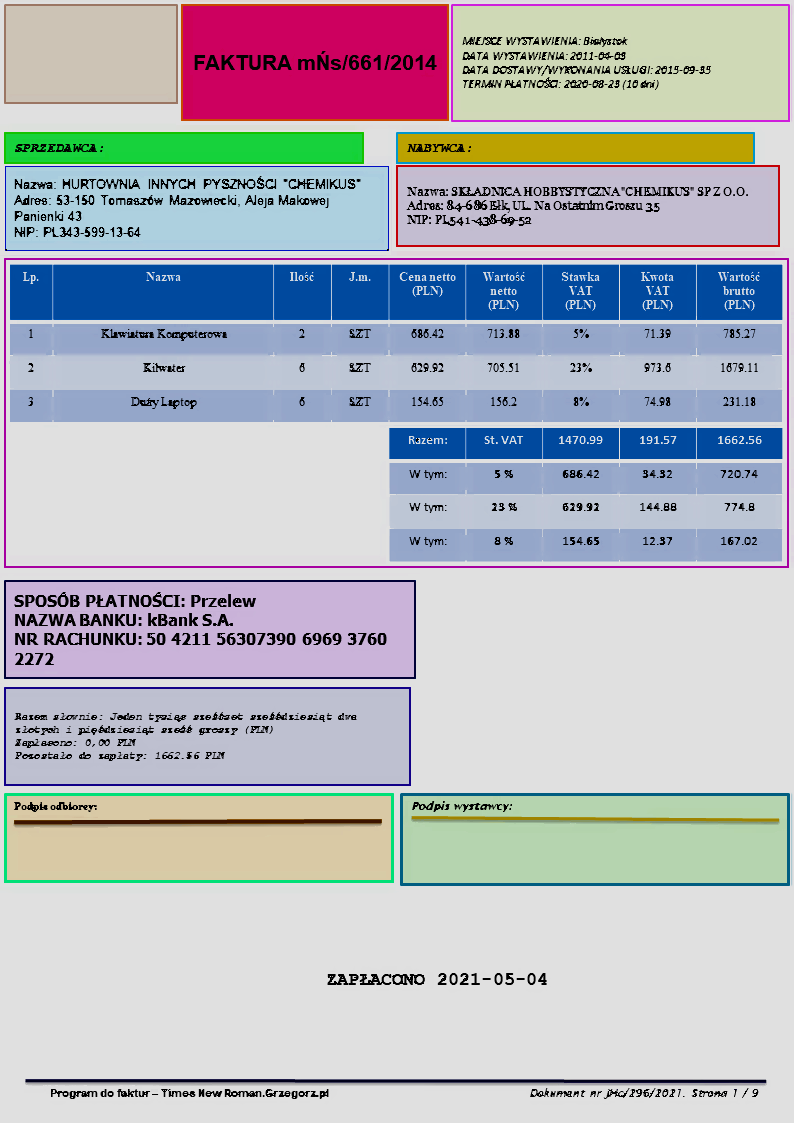 FAKTURA mŃs/661/2014
MIEJSCE WYSTAWIENIA: Białystok
DATA WYSTAWIENIA: 2011-04-03
DATA DOSTAWY/WYKONANIA USŁUGI: 2015-09-35
TERMIN PŁATNOŚCI: 2020-08-23 (10 dni)
SPRZEDAWCA:
NABYWCA:
Nazwa: HURTOWNIA INNYCH PYSZNOŚCI "CHEMIKUS"
Adres: 53-150 Tomaszów Mazowiecki, Aleja Makowej
Panienki 43
NIP: PL343-599-13-64
Nazwa: SKŁADNICA HOBBYSTYCZNA "CHEMIKUS" SP Z O.O.
Adres: 84-686 Ełk, UL. Na Ostatnim Groszu 35
NIP: PL541-438-69-52
Lp. Nazwa Ilość J.m. Cena netto (PLN) Wartość netto (PLN) Stawka VAT (PLN) Kwota VAT (PLN) Wartość brutto (PLN)
1 Klawiatura Komputerowa 2 SZT 686.42 713.88 5% 71.39 785.27
2 Kilwater 6 SZT 629.92 705.51 23% 973.6 1679.11
3 Duży Laptop 6 SZT 154.65 156.2 8% 74.98 231.18
Razem: St. VAT 1470.99 191.57 1662.56
W tym: 5 % 686.42 34.32 720.74
W tym: 23 % 629.92 144.88 774.8
W tym: 8 % 154.65 12.37 167.02
SPOSÓB PŁATNOŚCI: Przelew
NAZWA BANKU: kBank S.A.
NR RACHUNKU: 50 4211 56307390 6969 3760
2272
Razem słownie: Jeden tysiąc sześćset sześćdziesiąt dwa
złotych i pięćdziesiąt sześć groszy (PLN)
Zapłacono: 0,00 PLN
Pozostało do zapłaty: 1662.56 PLN
Podpis odbiorcy:
Podpis wystawcy:
ZAPŁACONO 2021-05-04
Program do faktur – Times New Roman.Grzegorz.pl
Dokument nr jHc/296/2021. Strona 1 / 9